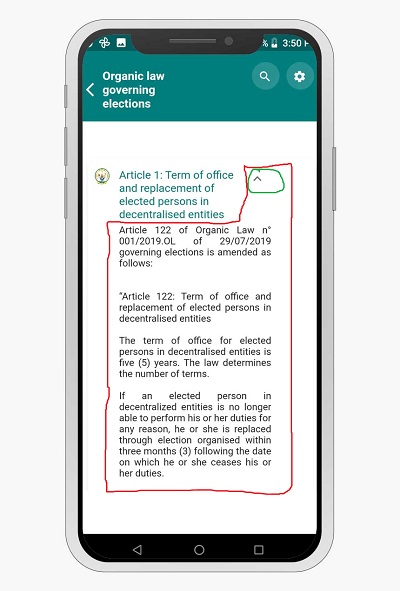 % 3:50
Organic law
governing
elections
Article 1: Term of office
and replacement of
elected persons in
decentralised entities
Article 122 of Organic Law n°
001/2019.OL of 29/07/2019
governing elections is amended as
follows:
“Article 122: Term of office and
replacement of elected persons in
decentralised entities
The term of office for elected
persons in decentralised entities is
five (5) years. The law determines
the number of terms.
If an elected person in
decentralized entities is no longer
able to perform his or her duties for
any reason, he or she is replaced
through election organised within
three months (3) following the date
on which he or she ceases his or
her duties.